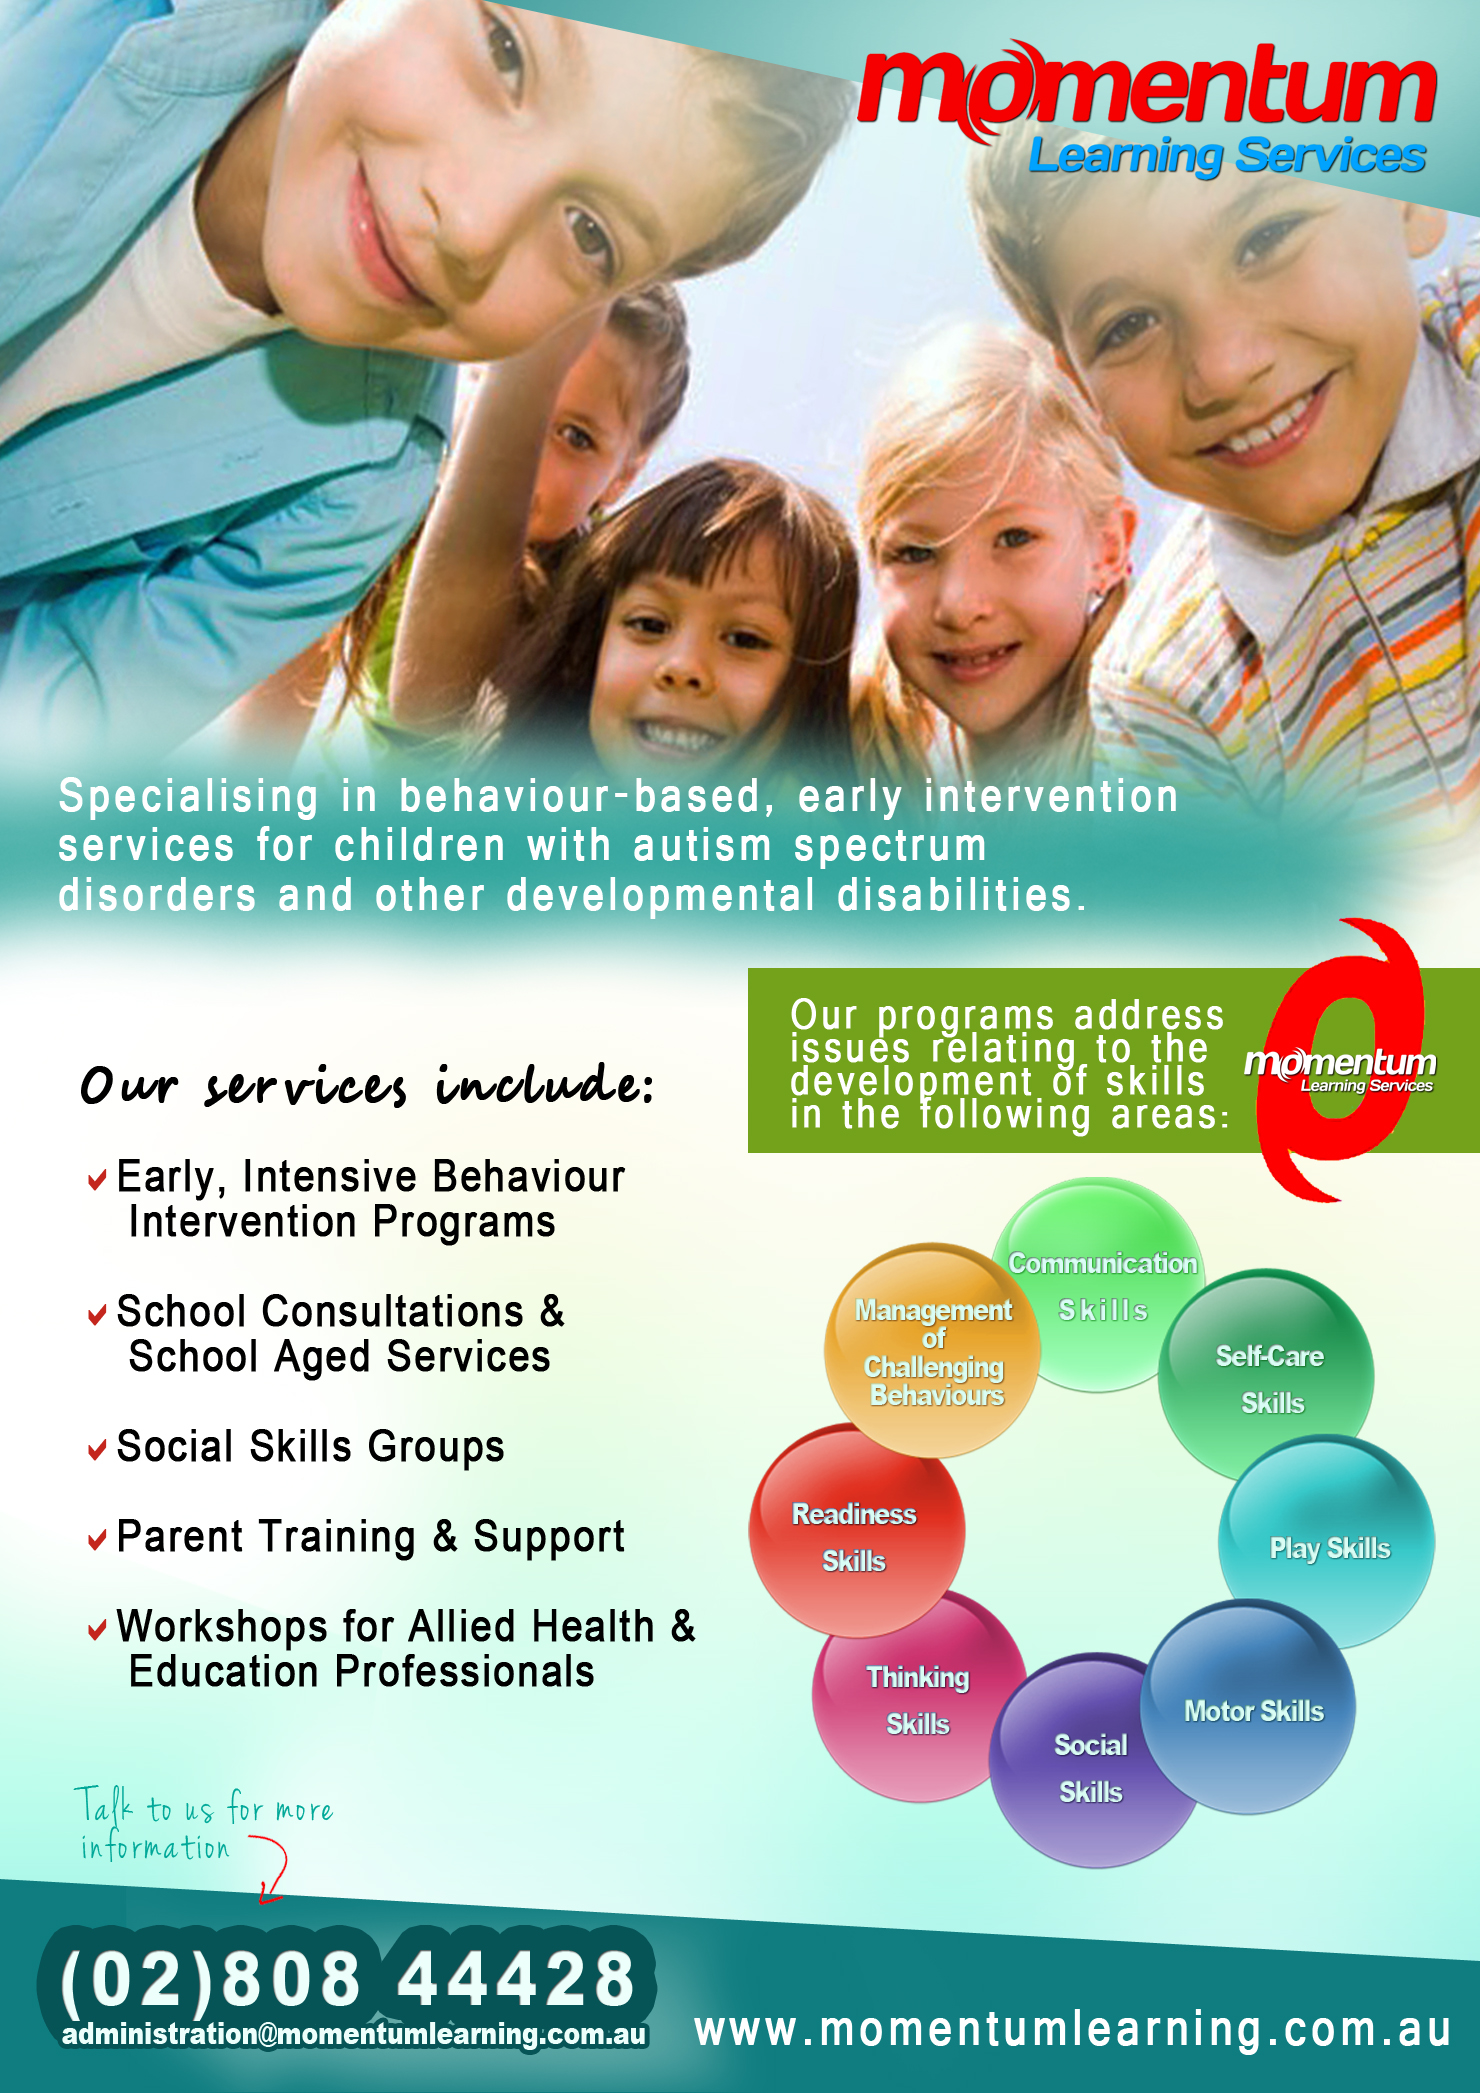 momentum
Learning Services
Specialising in behaviour-based, early intervention
services for children with autism spectrum
disorders and other developmental disabilities.
Our programs address
issues relating to the
development of skills
in the following areas:
momentum
Learning Services
Our services include:
Early, Intensive Behaviour
Intervention Programs
School Consultations &
School Aged Services
Social Skills Groups
Parent Training & Support
Workshops for Allied Health &
Education Professionals
Communication
Skills
Self-Care
Skills
Play Skills
Motor Skills
Social
Skills
Thinking
Skills
Readiness
Skills
Management
of
Challenging
Behaviours
Talk to us for more
information
(02)808 44428
administration@momentumlearning.com.au
www.momentumlearning.com.au